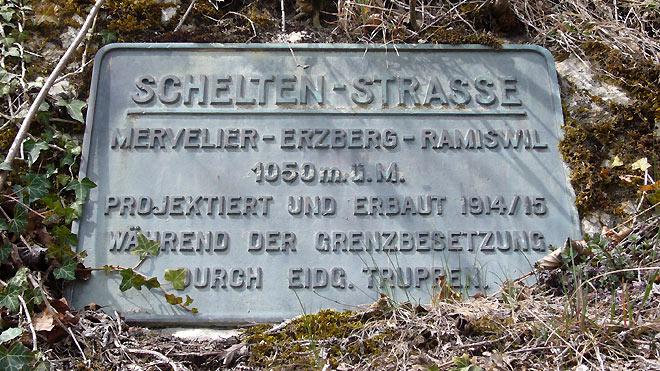 SCHELTEN-STRASSE
MERVELIER-ERZBERG-RAMISWIL
1050 m.ü.M.
PROJEKTIERT UND ERBAUT 1914/15
WÄHREND DER GRENZBESETZUNG
DURCH EIDG. TRUPPEN.